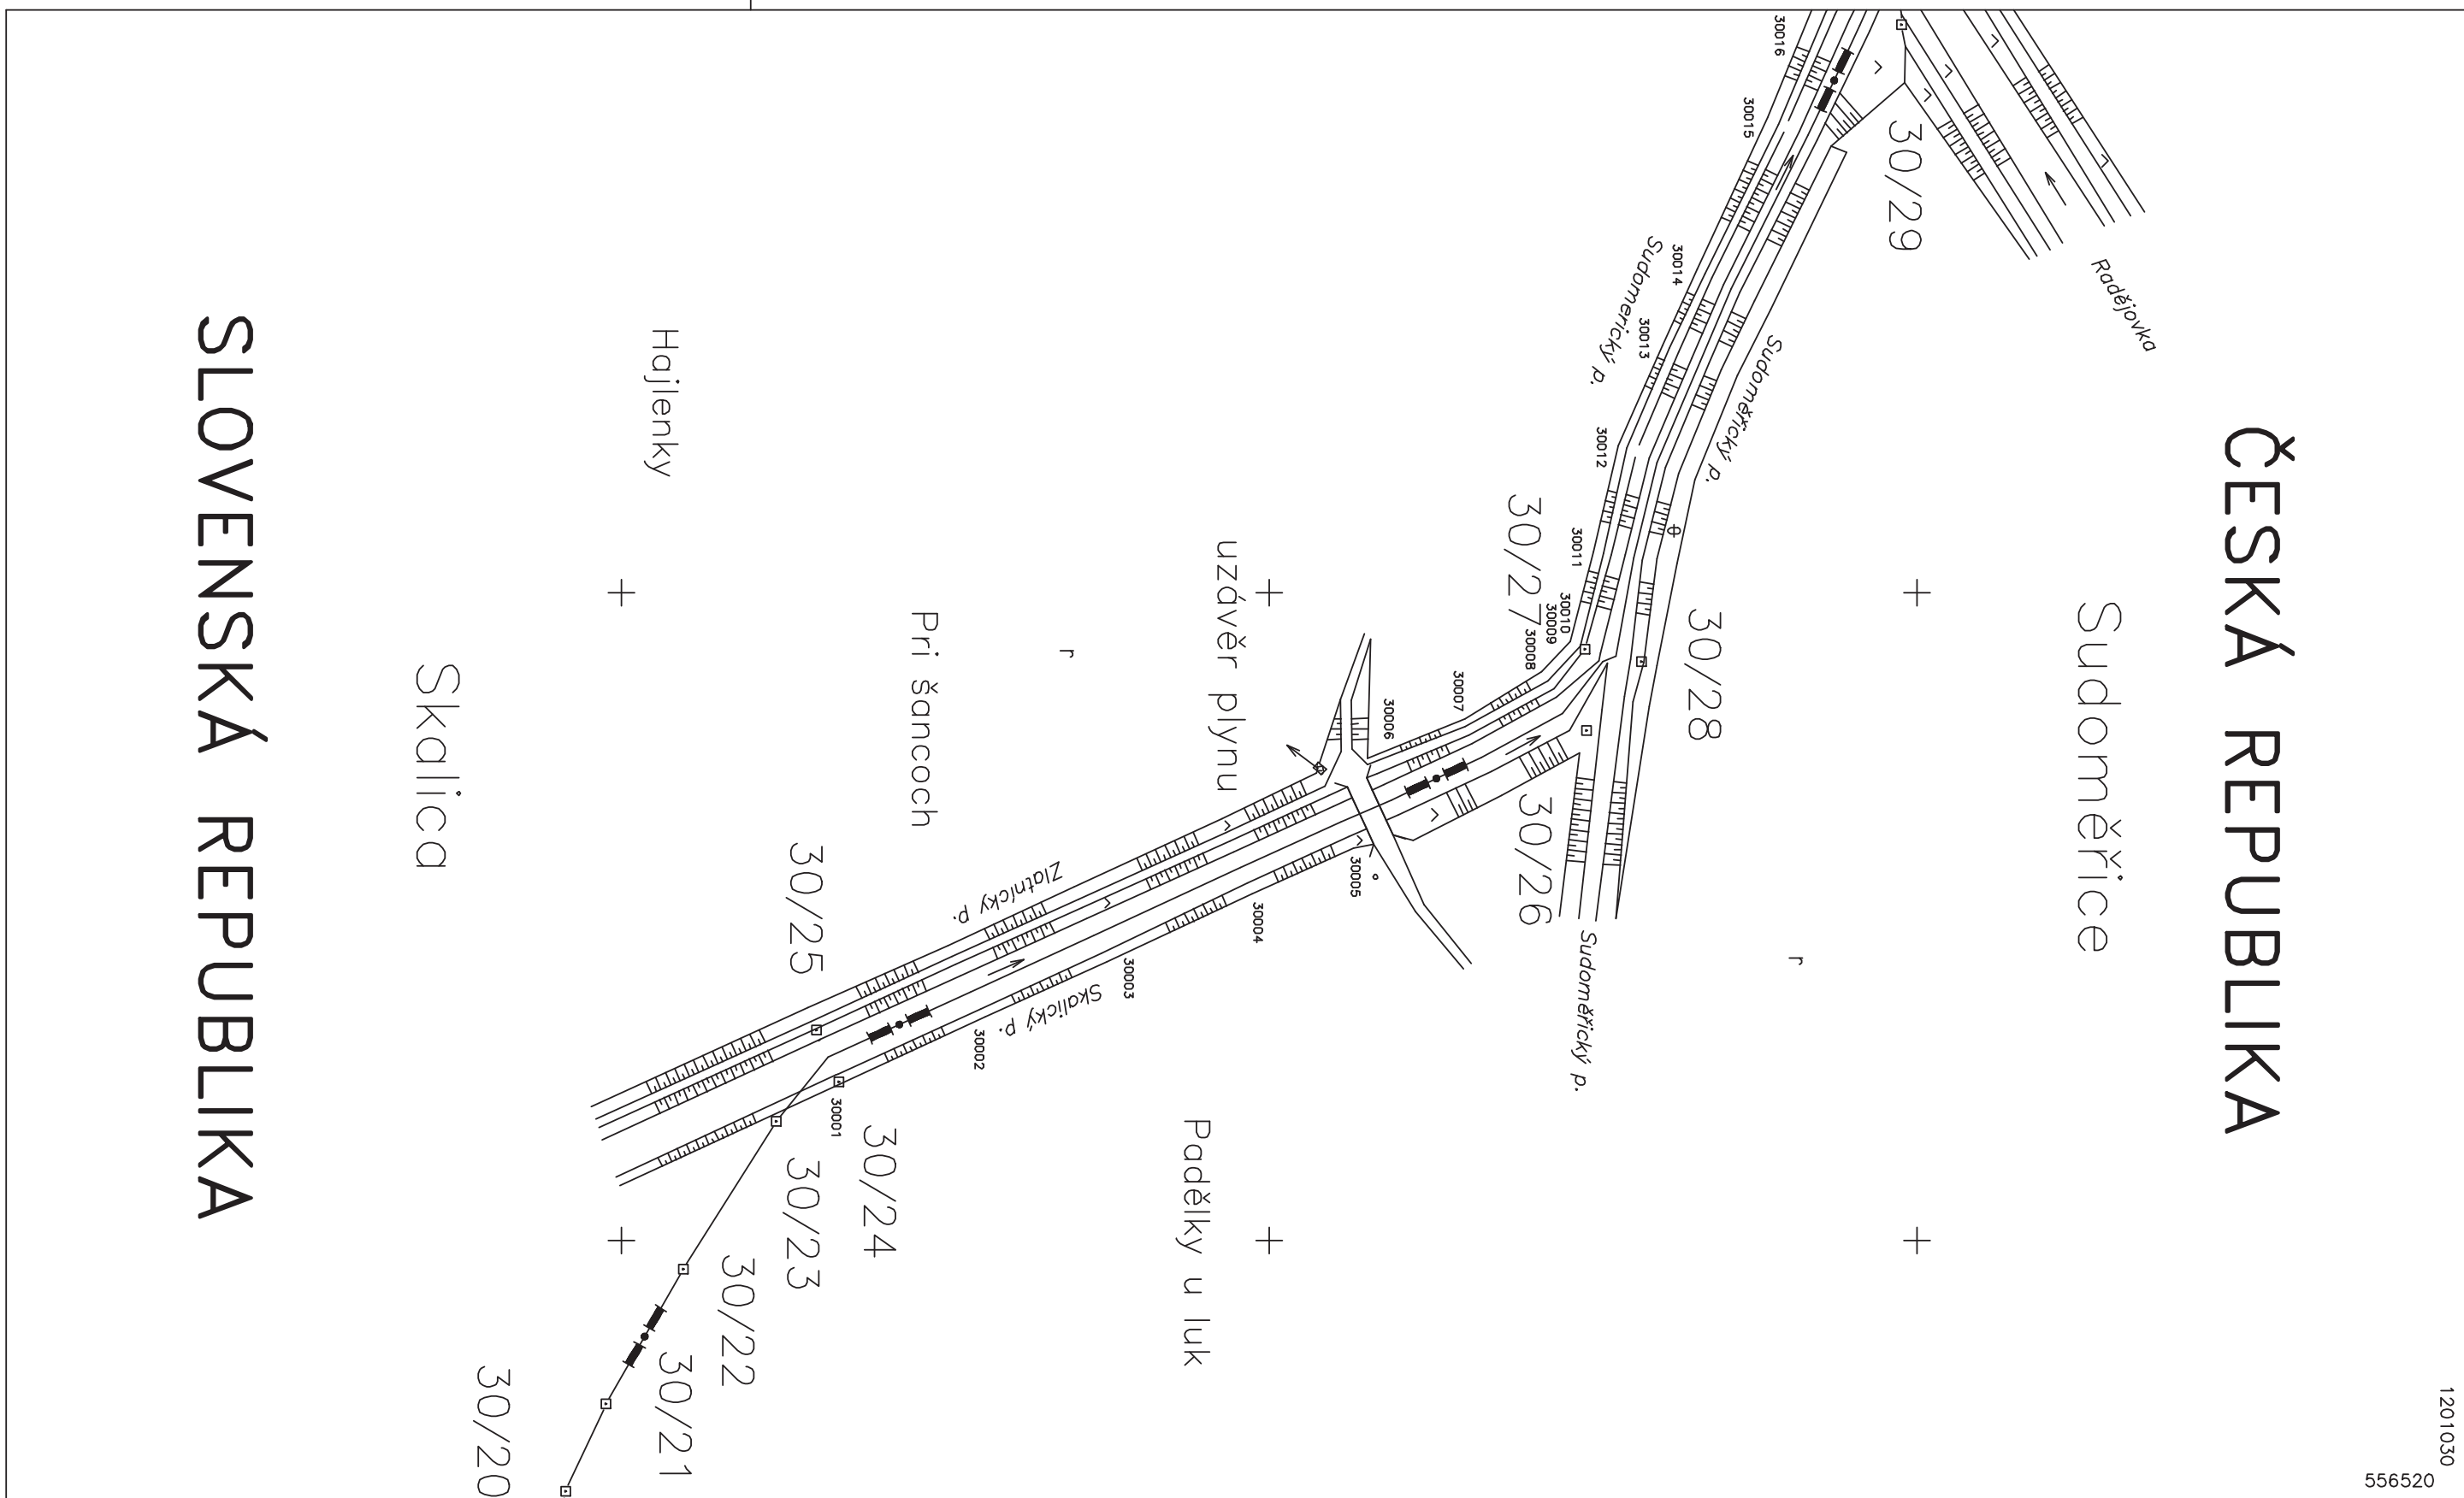 ČESKÁ REPUBLIKA
Sudoměřice
Radějovka
30/29
30016
30015
30014
30013
30012
30011
30010
30009
30008
30007
30006
30005
30004
30003
30002
30001
Sudomerický p.
Sudoměřický p.
30/28
30/27
30/26
Sudoměřický p.
r
uzávěr plynu
r
Pri šancoch
Zlatnícky p.
Skalický p.
30/25
30/24
30/23
30/22
30/21
30/20
Padělky u luk
Hajlenky
Skalica
SLOVENSKÁ REPUBLIKA
1201030
556520